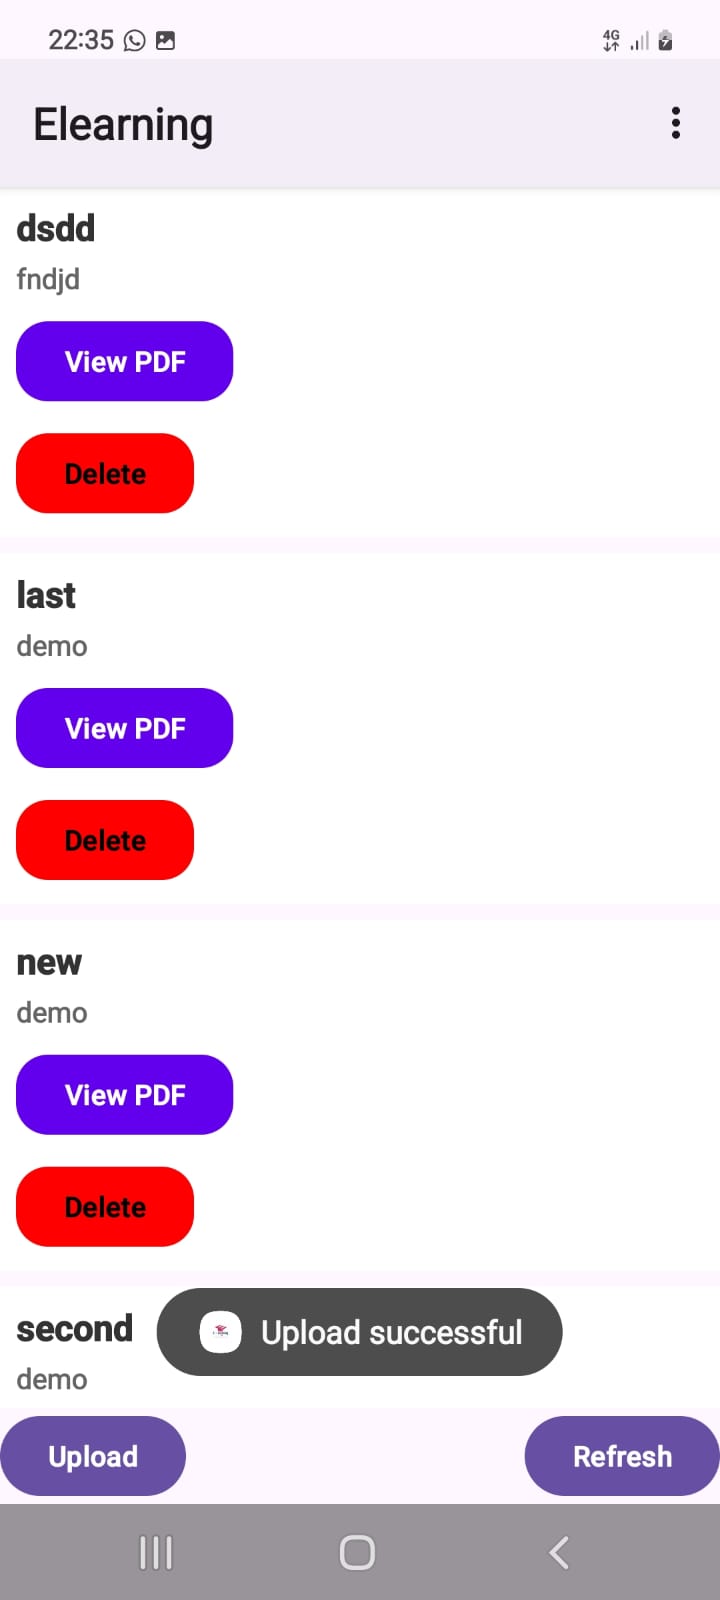 22:35
4G
Elearning
dsdd
fndjd
View PDF
Delete
last
demo
View PDF
Delete
new
demo
View PDF
Delete
second
Upload successful
demo
Upload
Refresh